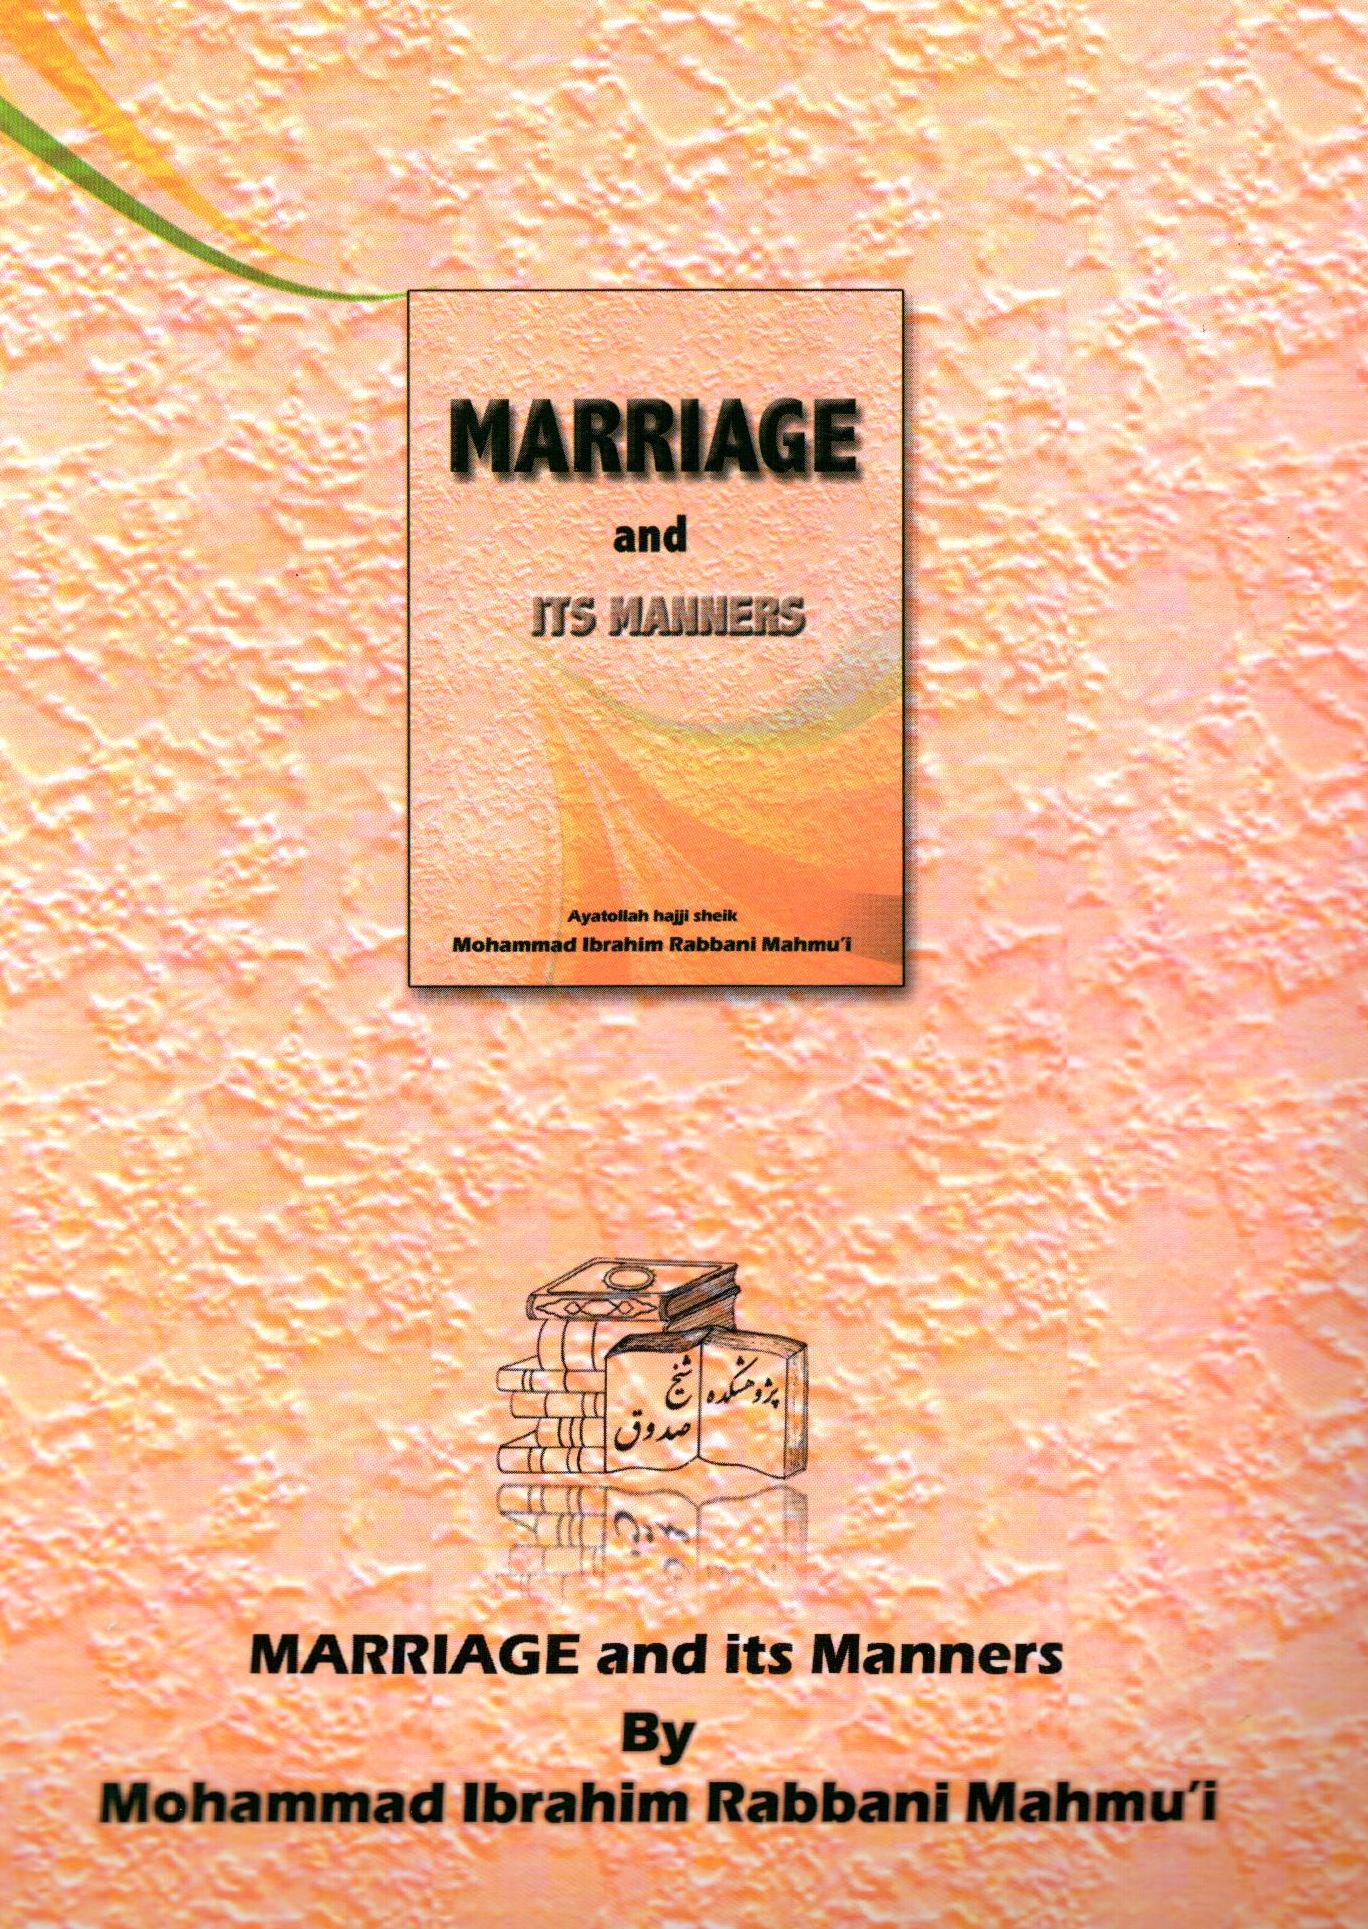 MARRIAGE
and
ITS MANNERS
Ayatollah hajji sheik
Mohammad Ibrahim Rabbani Mahmu'i
پژوهشکده
شیخ
صدوق
MARRIAGE and its Manners
By
Mohammad Ibrahim Rabbani Mahmu'i